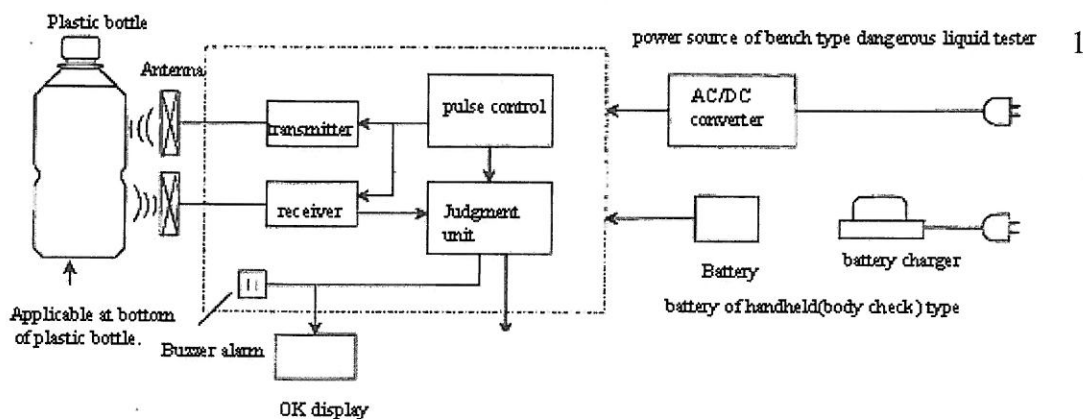 Plastic bottle
power source of bench type dangerous liquid tester
1
Antenna
pulse control
AC/DC
converter
transmitter
receiver
Judgment
unit
Battery
battery charger
battery of handheld(body check) type
Applicable at bottom
of plastic bottle.
Buzzer alarm
OK display